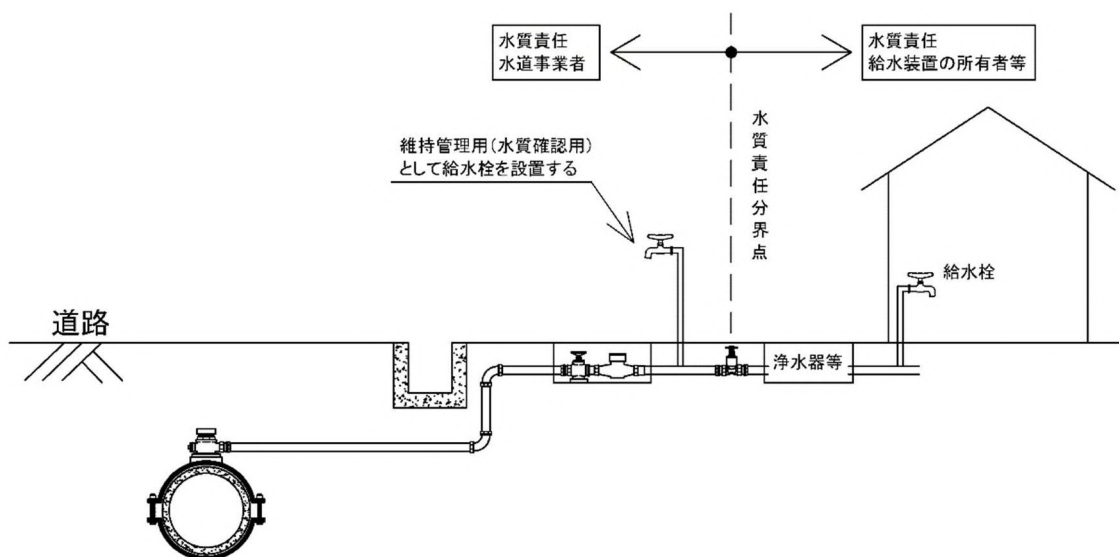 水質責任
水道事業者
水質責任
給水装置の所有者等
維持管理用(水質確認用)
として給水栓を設置する
水質責任分界点
給水栓
道路
浄水器等